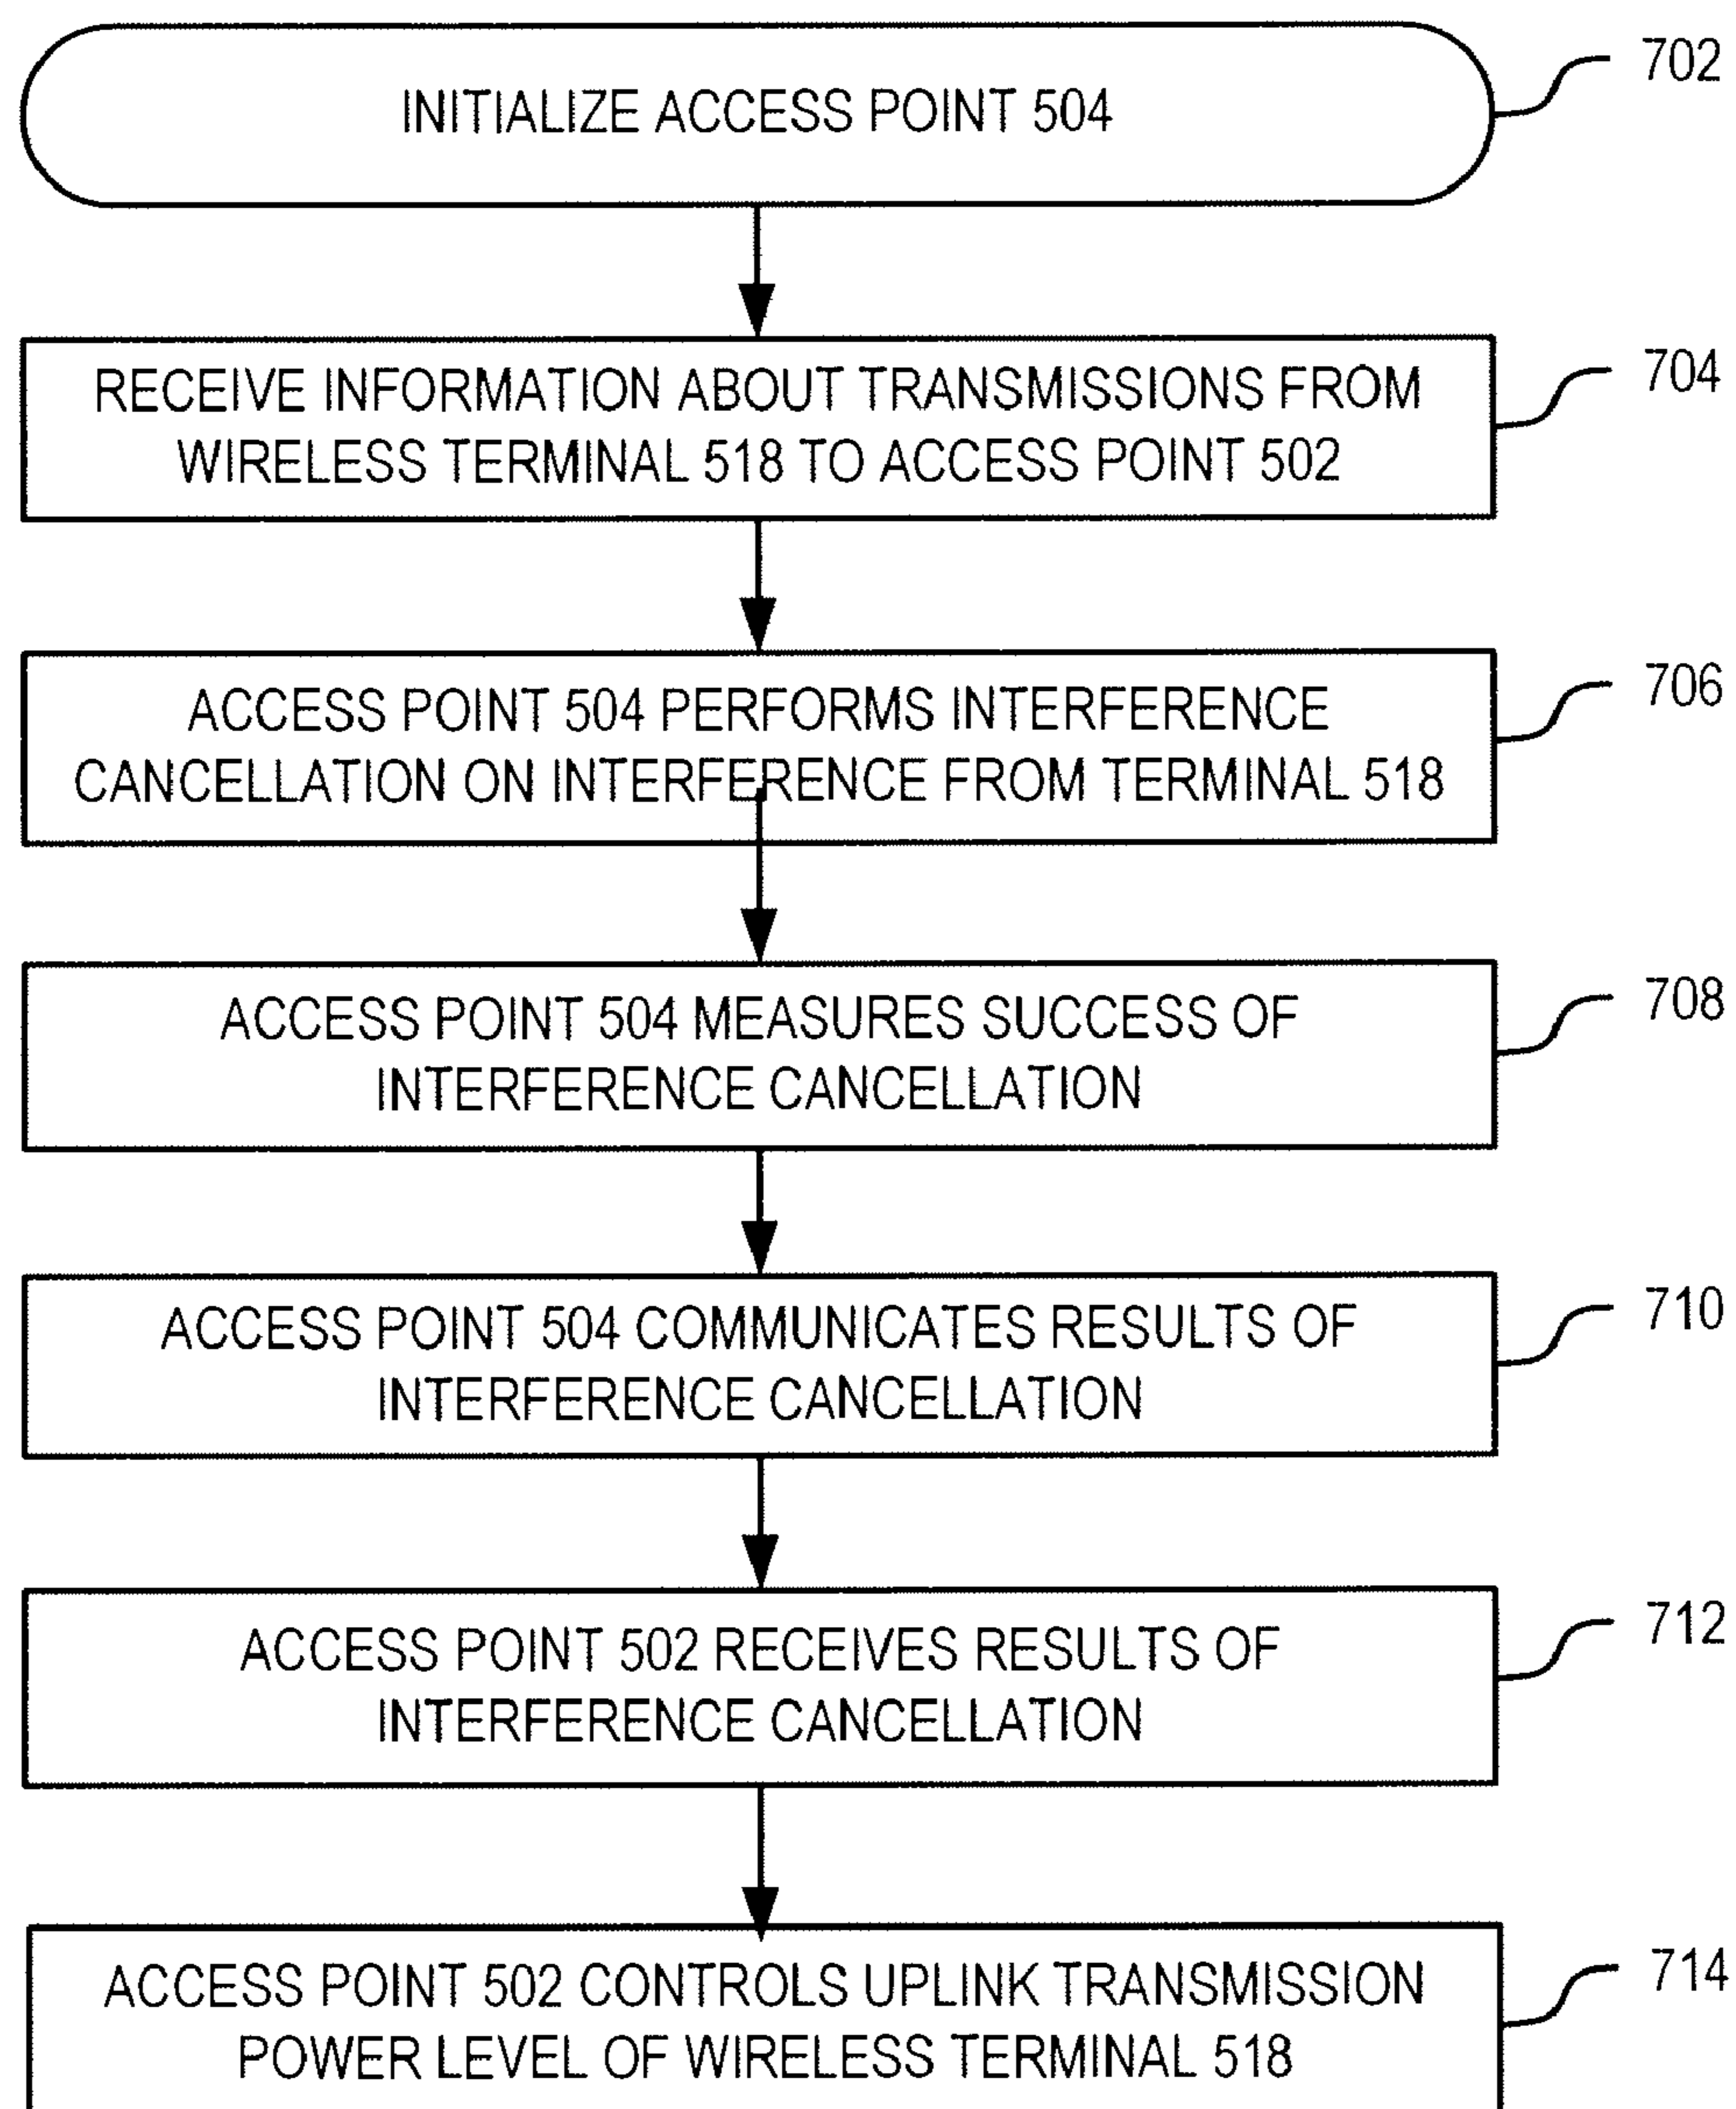 INITIALIZE ACCESS POINT 504
702
RECEIVE INFORMATION ABOUT TRANSMISSIONS FROM
WIRELESS TERMINAL 518 TO ACCESS POINT 502
704
ACCESS POINT 504 PERFORMS INTERFERENCE
CANCELLATION ON INTERFERENCE FROM TERMINAL 518
706
ACCESS POINT 504 MEASURES SUCCESS OF
INTERFERENCE CANCELLATION
708
ACCESS POINT 504 COMMUNICATES RESULTS OF
INTERFERENCE CANCELLATION
710
ACCESS POINT 502 RECEIVES RESULTS OF
INTERFERENCE CANCELLATION
712
ACCESS POINT 502 CONTROLS UPLINK TRANSMISSION
POWER LEVEL OF WIRELESS TERMINAL 518
714